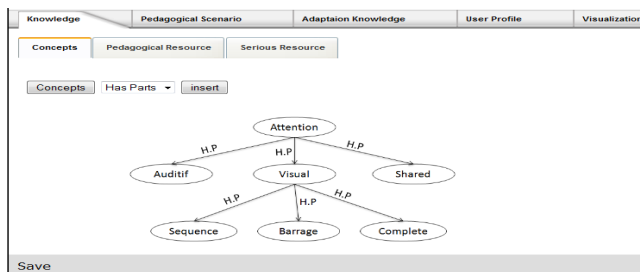 Knowledge Pedagogical Scenario Adaptaion Knowledge User Profile Visualization
Concepts Pedagogical Resource Serious Resource
Concepts Has Parts insert
Attention
H.P H.P H.P
Auditif Visual Shared
H.P H.P H.P
Sequence Barrage Complete
Save